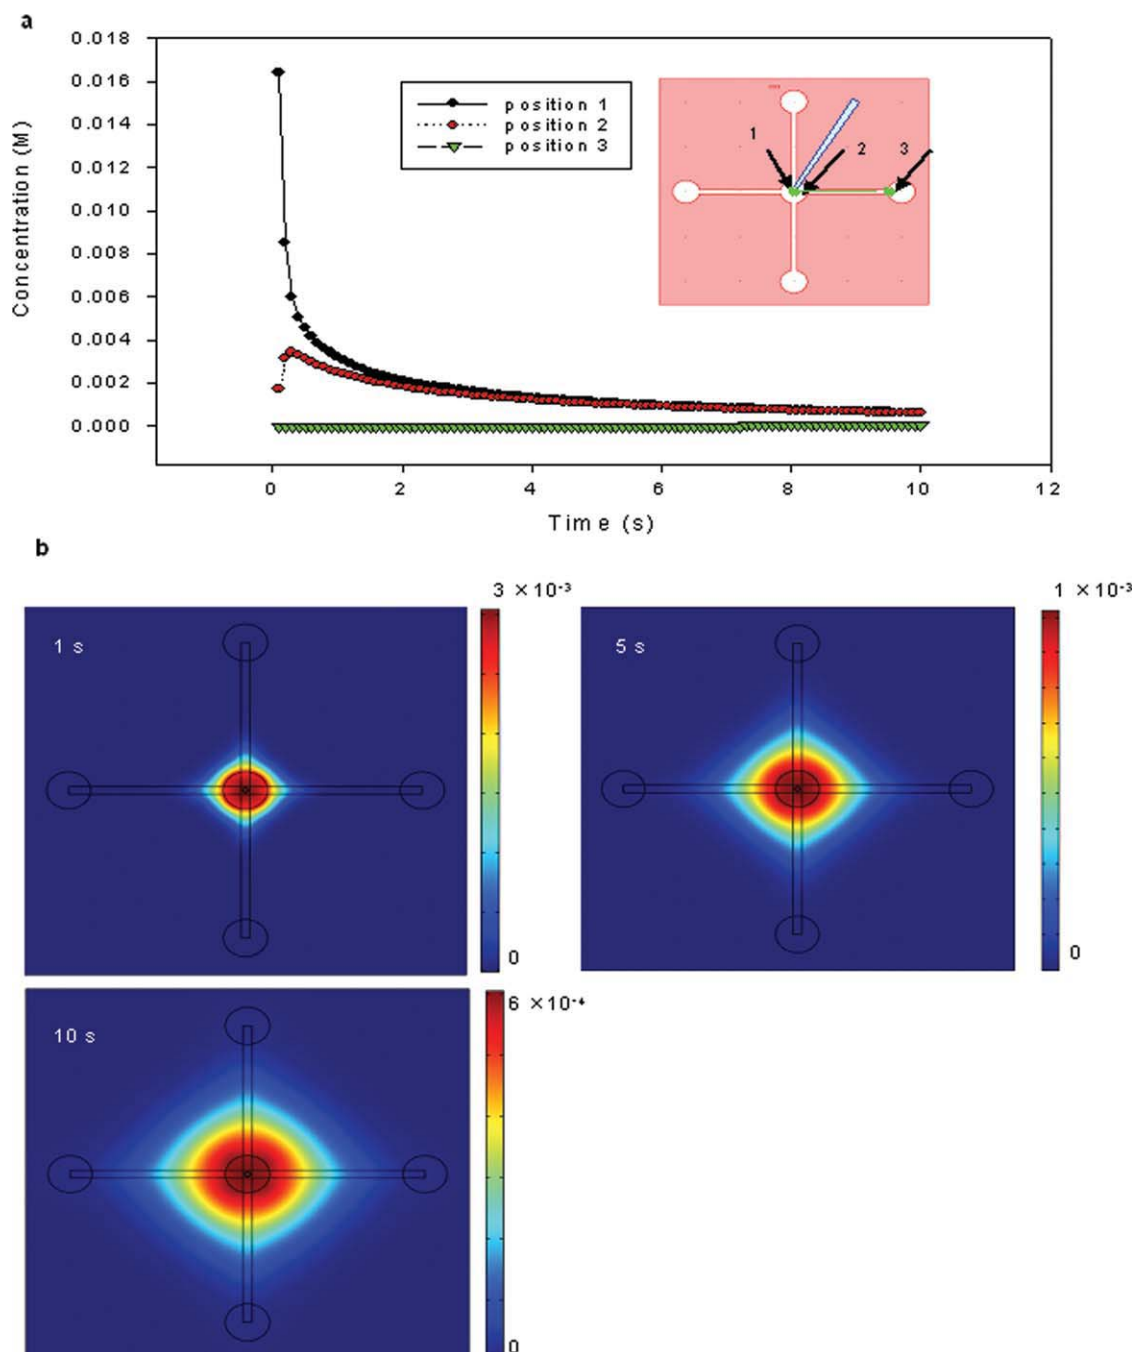 a
0.018
0.016
0.014
0.012
0.010
0.008
0.006
0.004
0.002
0.000
Concentration (M)
position 1
position 2
position 3
1
2
3
0 2 4 6 8 10 12
Time (s)
b
3 ×10⁻³
1 s
0
1 ×10⁻³
5 s
0
6 ×10⁻⁴
10 s
0